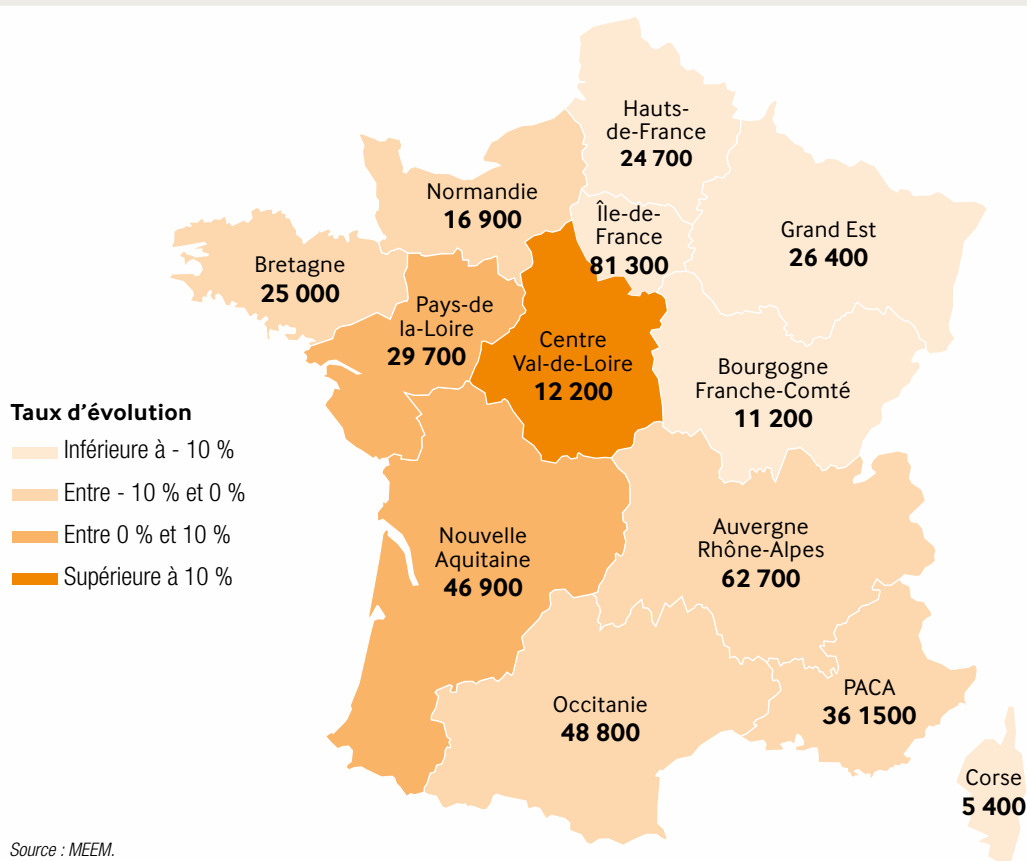 Hauts-
de-France
24 700
Normandie
16 900
Île-de-
France
81 300
Grand Est
26 400
Bretagne
25 000
Pays-de
la-Loire
29 700
Centre
Val-de-Loire
12 200
Bourgogne
Franche-Comté
11 200
Taux d'évolution
Inférieure à - 10 %
Entre - 10 % et 0 %
Entre 0 % et 10 %
Supérieure à 10 %
Nouvelle
Aquitaine
46 900
Auvergne
Rhône-Alpes
62 700
Occitanie
48 800
PACA
36 1500
Corse
5 400
Source : MEEM.